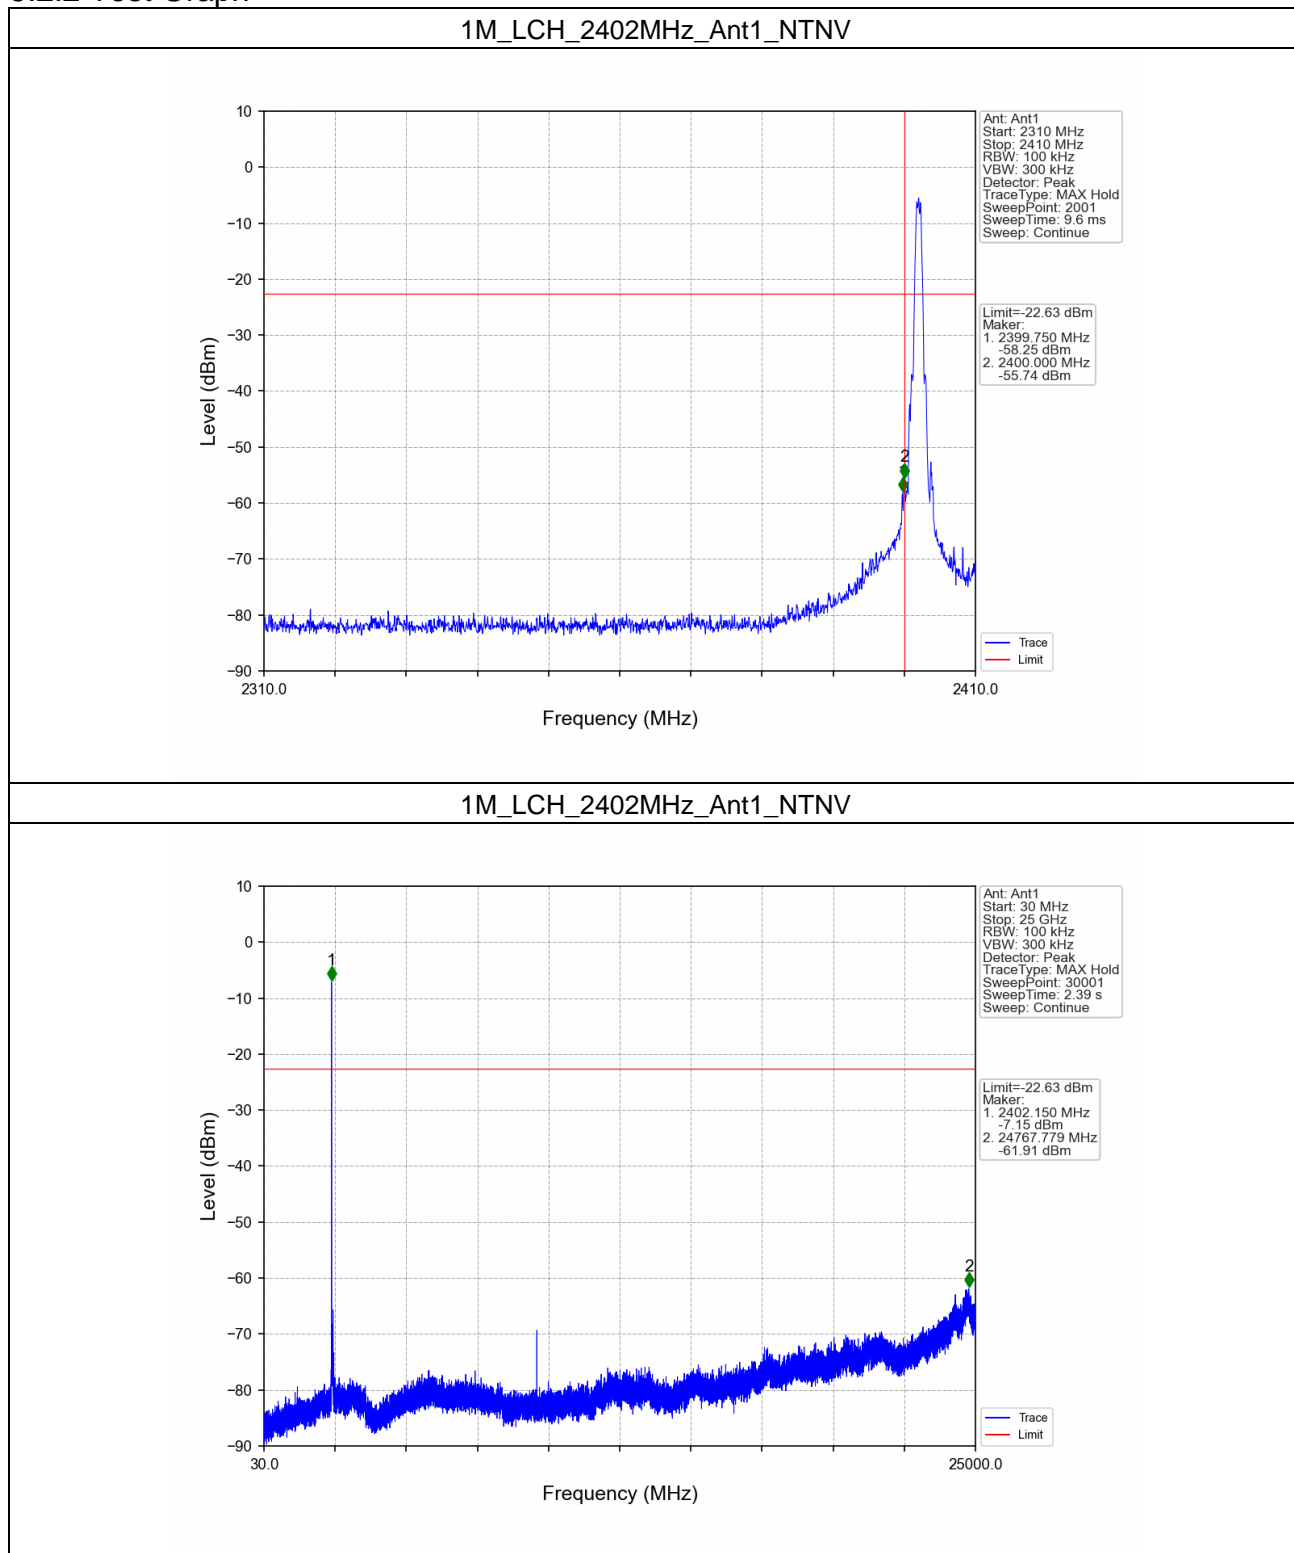 1M_LCH_2402MHz_Ant1_NTNV
10
0
−10
−20
−30
−40
−50
−60
−70
−80
−90
Level (dBm)
2310.0
2410.0
Frequency (MHz)
2
Ant: Ant1
Start: 2310 MHz
Stop: 2410 MHz
RBW: 100 kHz
VBW: 300 kHz
Detector: Peak
TraceType: MAX Hold
SweepPoint: 2001
SweepTime: 9.6 ms
Sweep: Continue
Limit=-22.63 dBm
Maker:
1. 2399.750 MHz
-58.25 dBm
2. 2400.000 MHz
-55.74 dBm
Trace
Limit
1M_LCH_2402MHz_Ant1_NTNV
10
0
−10
−20
−30
−40
−50
−60
−70
−80
−90
Level (dBm)
30.0
25000.0
Frequency (MHz)
1
2
Ant: Ant1
Start: 30 MHz
Stop: 25 GHz
RBW: 100 kHz
VBW: 300 kHz
Detector: Peak
TraceType: MAX Hold
SweepPoint: 30001
SweepTime: 2.39 s
Sweep: Continue
Limit=-22.63 dBm
Maker:
1. 2402.150 MHz
-7.15 dBm
2. 24767.779 MHz
-61.91 dBm
Trace
Limit